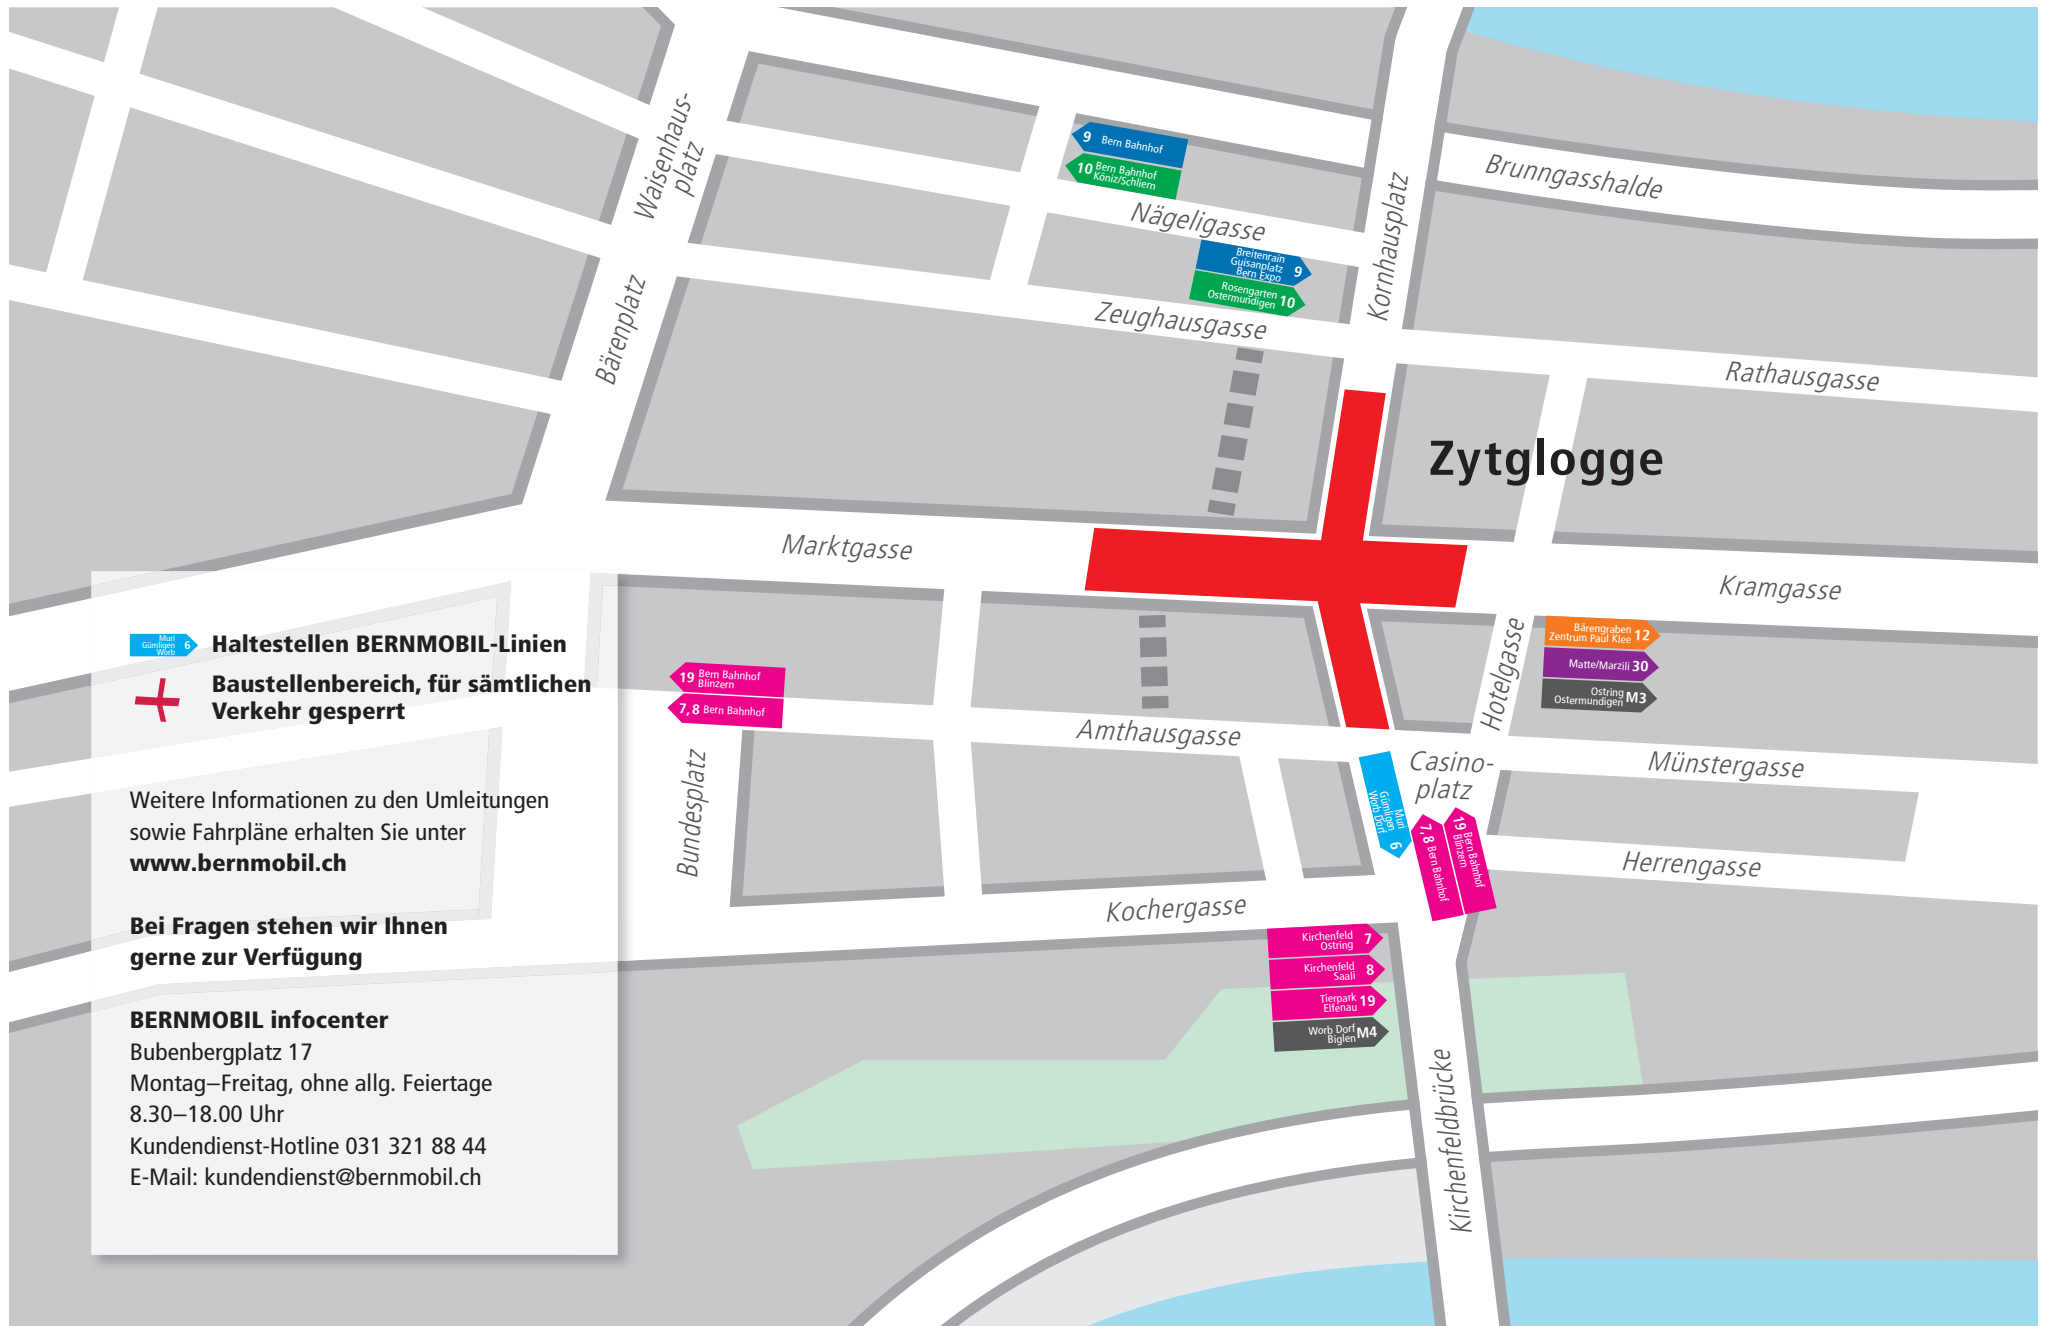 Waisenhaus-
platz
9 Bern Bahnhof
10 Bern Bahnhof
Köniz/Schliern
Nägeligasse
Kornhausplatz
Brunngasshalde
Breitenrain
Guisanplatz
Bern Expo
9
Rosengarten
Ostermundigen
10
Bärenplatz
Zeughausgasse
Rathausgasse
Zytglogge
Marktgasse
Kramgasse
Hotelgasse
Bärengraben
Zentrum Paul Klee
12
Matte/Marzili 30
Ostring
Ostermundigen
M3
19 Bern Bahnhof
Blinzern
7, 8 Bern Bahnhof
Amthausgasse
Casino-
platz
Münstergasse
Bundesplatz
Muri
Gümligen
Worb Dorf
6
7, 8 Bern Bahnhof
19 Bern Bahnhof
Blinzern
Herrengasse
Kochergasse
Kirchenfeld
Ostring
7
Kirchenfeld
Saali
8
Tierpark
Elfenau
19
Worb Dorf
Biglen
M4
Kirchenfeldbrücke
Muri
Gümligen
Worb
6
Haltestellen BERNMOBIL-Linien
Baustellenbereich, für sämtlichen
Verkehr gesperrt
Weitere Informationen zu den Umleitungen
sowie Fahrpläne erhalten Sie unter
www.bernmobil.ch
Bei Fragen stehen wir Ihnen
gerne zur Verfügung
BERNMOBIL infocenter
Bubenbergplatz 17
Montag–Freitag, ohne allg. Feiertage
8.30–18.00 Uhr
Kundendienst-Hotline 031 321 88 44
E-Mail: kundendienst@bernmobil.ch